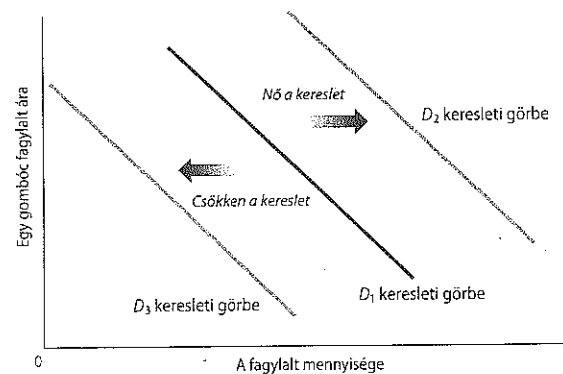 Egy gombóc fagylalt ára
Nő a kereslet
D2 keresleti görbe
Csökken a kereslet
D3 keresleti görbe
D1 keresleti görbe
0
A fagylalt mennyisége